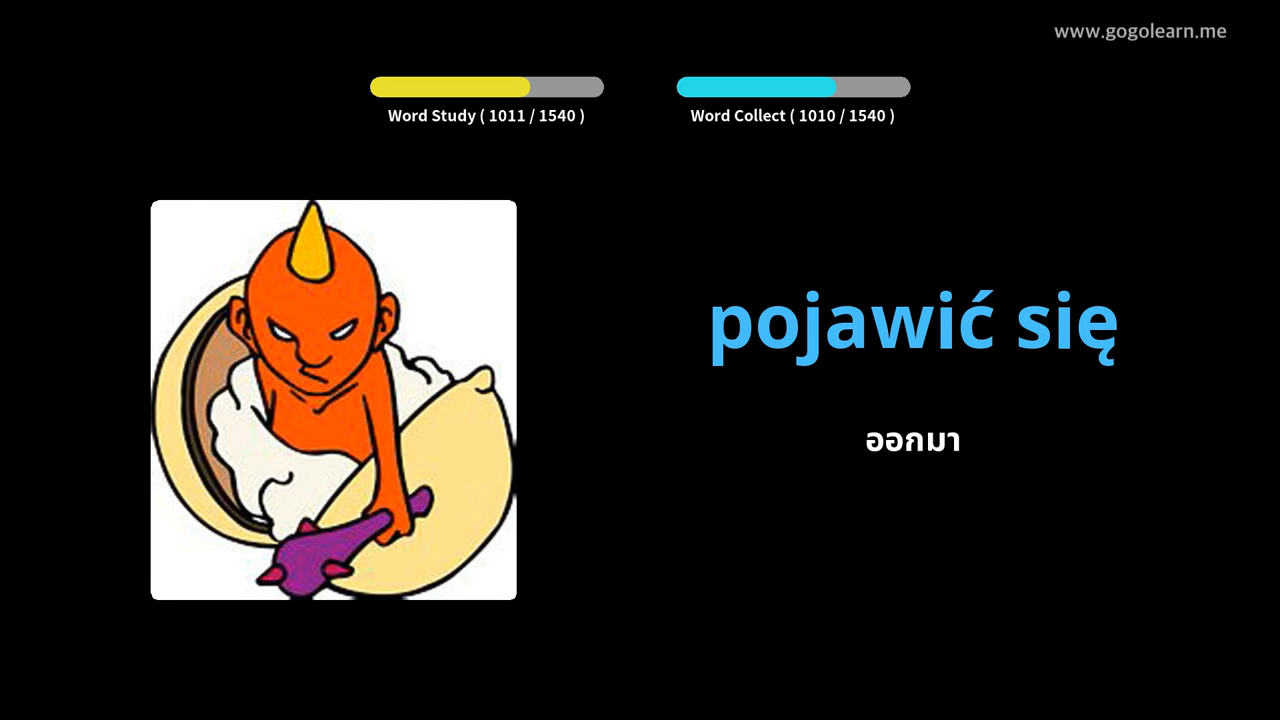 www.gogolearn.me
Word Study ( 1011 / 1540 )
Word Collect ( 1010 / 1540 )
pojawić się
ออกมา